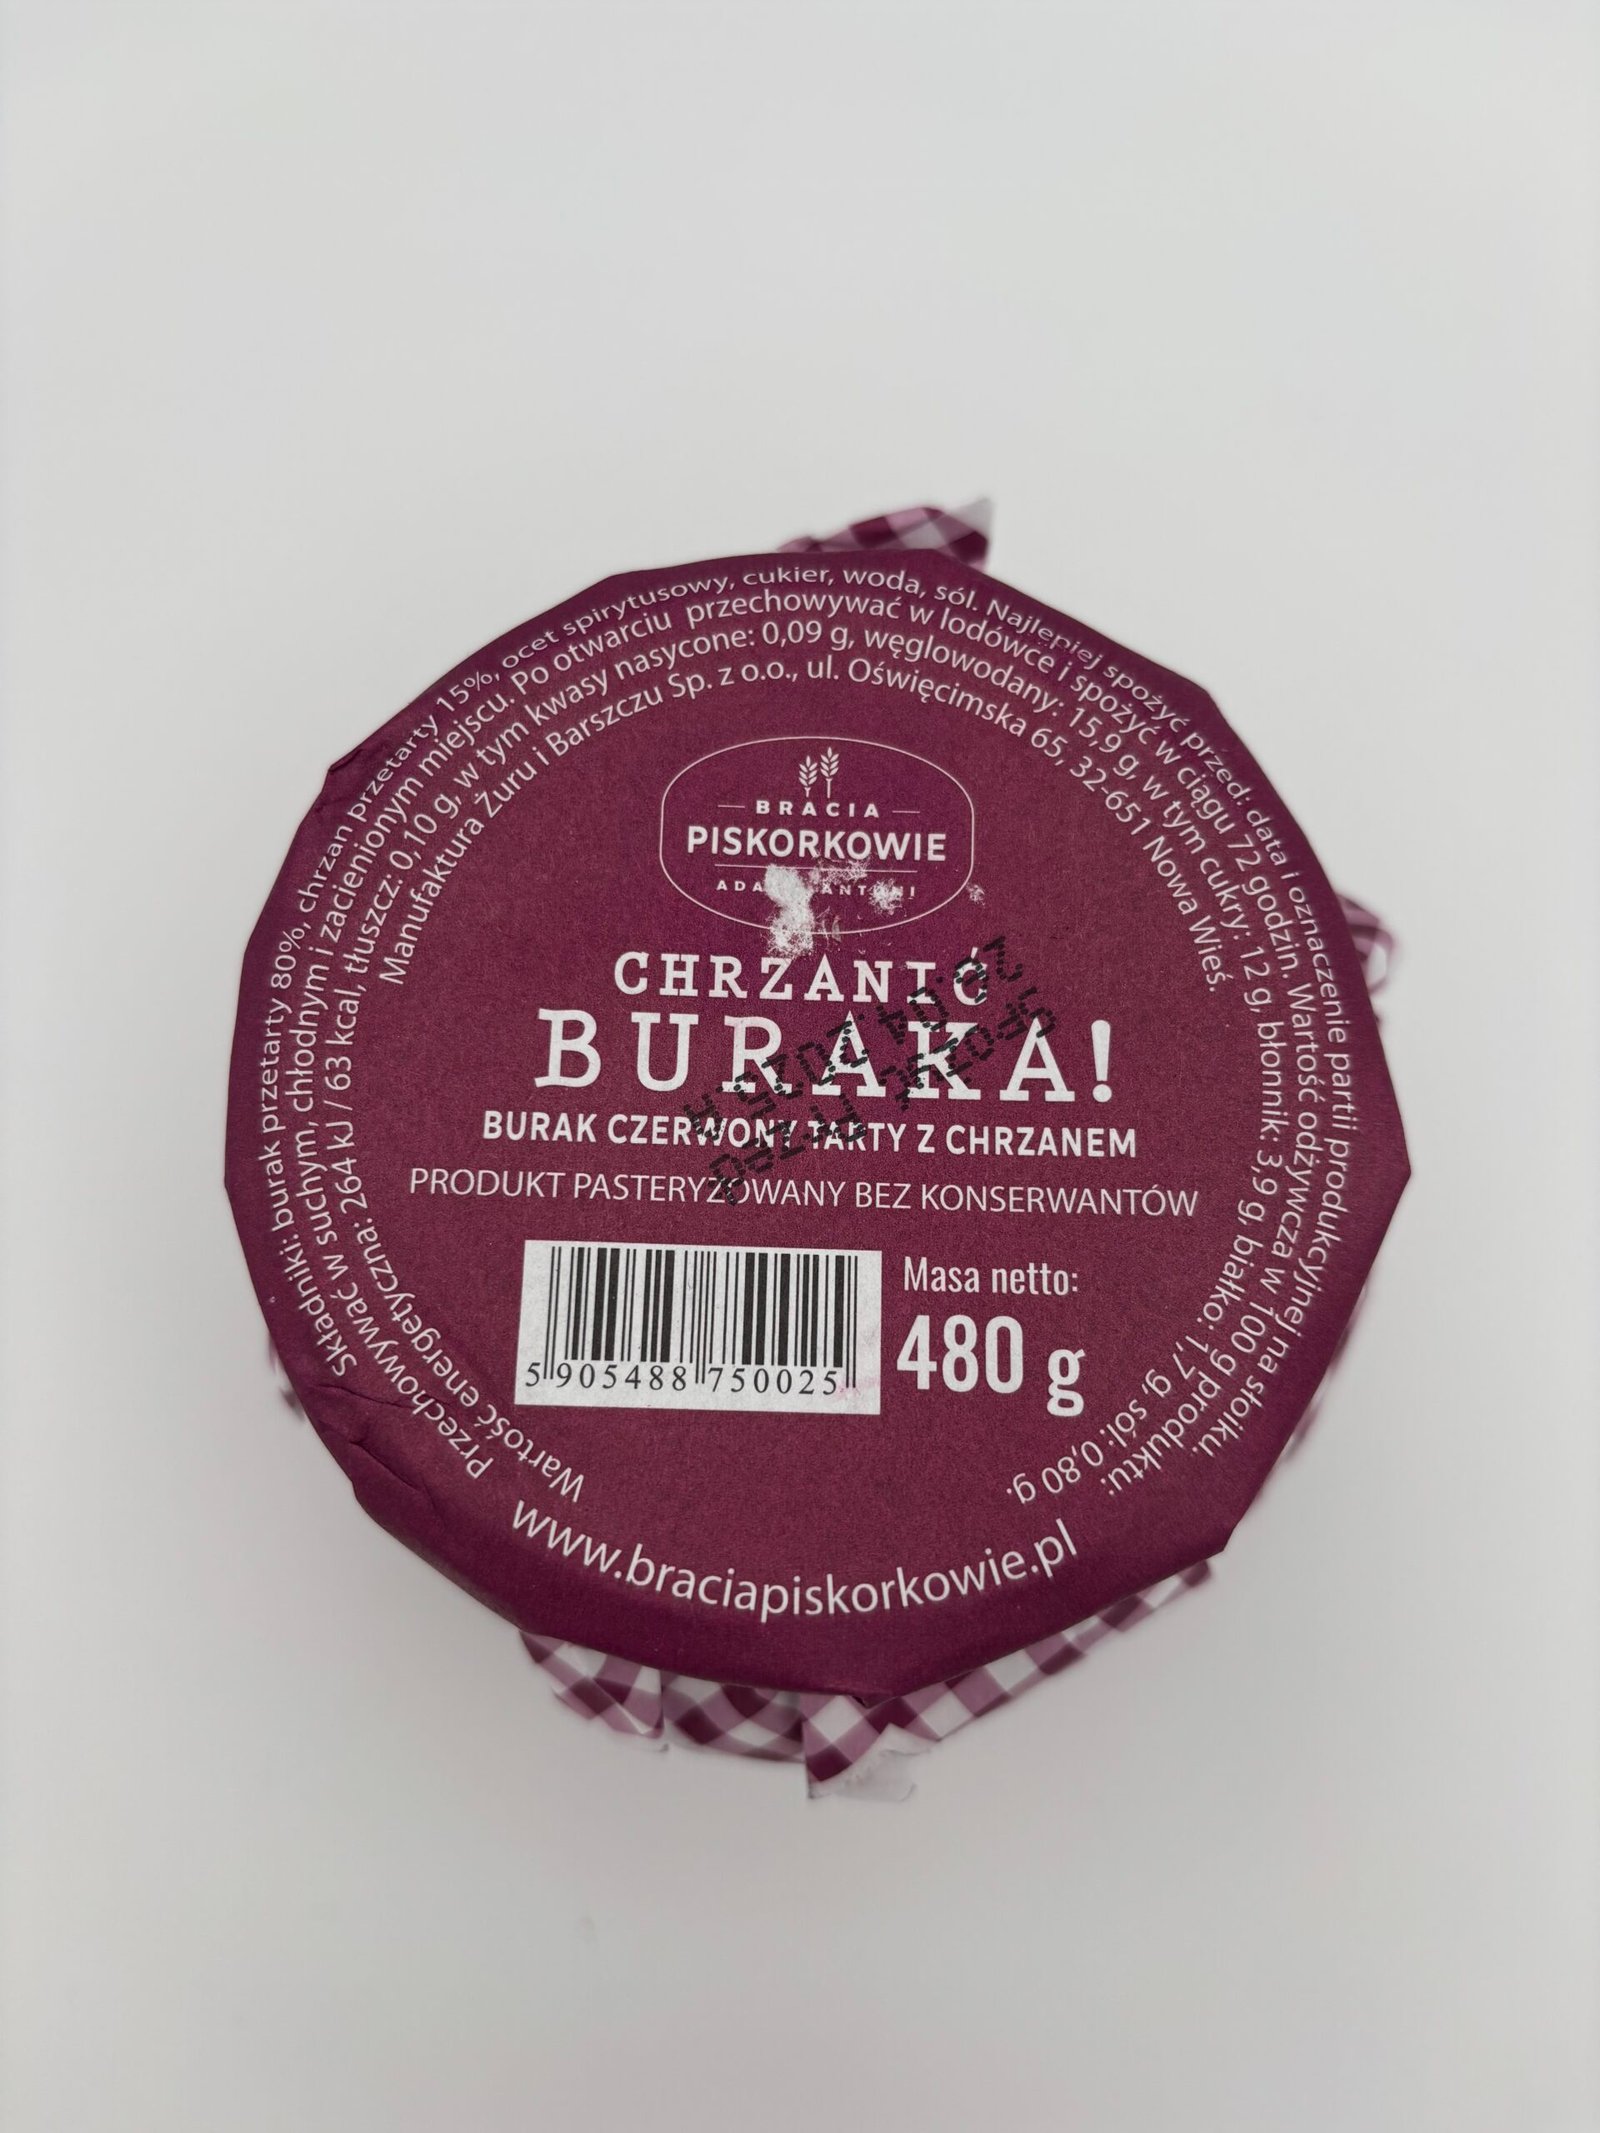 Składniki: burak przetarty 80%, chrzan przetarty 15%, ocet spirytusowy, cukier, woda, sól. Najlepiej spożyć przed: data i oznaczenie partii produkcyjnej na słoiku.
Przechowywać w suchym, chłodnym i zacienionym miejscu. Po otwarciu przechowywać w lodówce i spożyć w ciągu 72 godzin. Wartość odżywcza w 100 g produktu:
Wartość energetyczna: 264 kJ / 63 kcal, tłuszcz: 0,10 g, w tym kwasy nasycone: 0,09 g, węglowodany: 15,9 g, w tym cukry: 12 g, błonnik: 3,9 g, białko: 1,7 g, sól: 0,80 g.
Manufaktura Żuru i Barszczu Sp. z o.o., ul. Oświęcimska 65, 32-651 Nowa Wieś.
BRACIA
PISKORKOWIE
CHRZANIĆ
BURAKA!
BURAK CZERWONY TARTY Z CHRZANEM
PRODUKT PASTERYZOWANY BEZ KONSERWANTÓW
Spożyć przed
26.04.2025 A
5 905488 750025
Masa netto:
480 g
www.braciapiskorkowie.pl